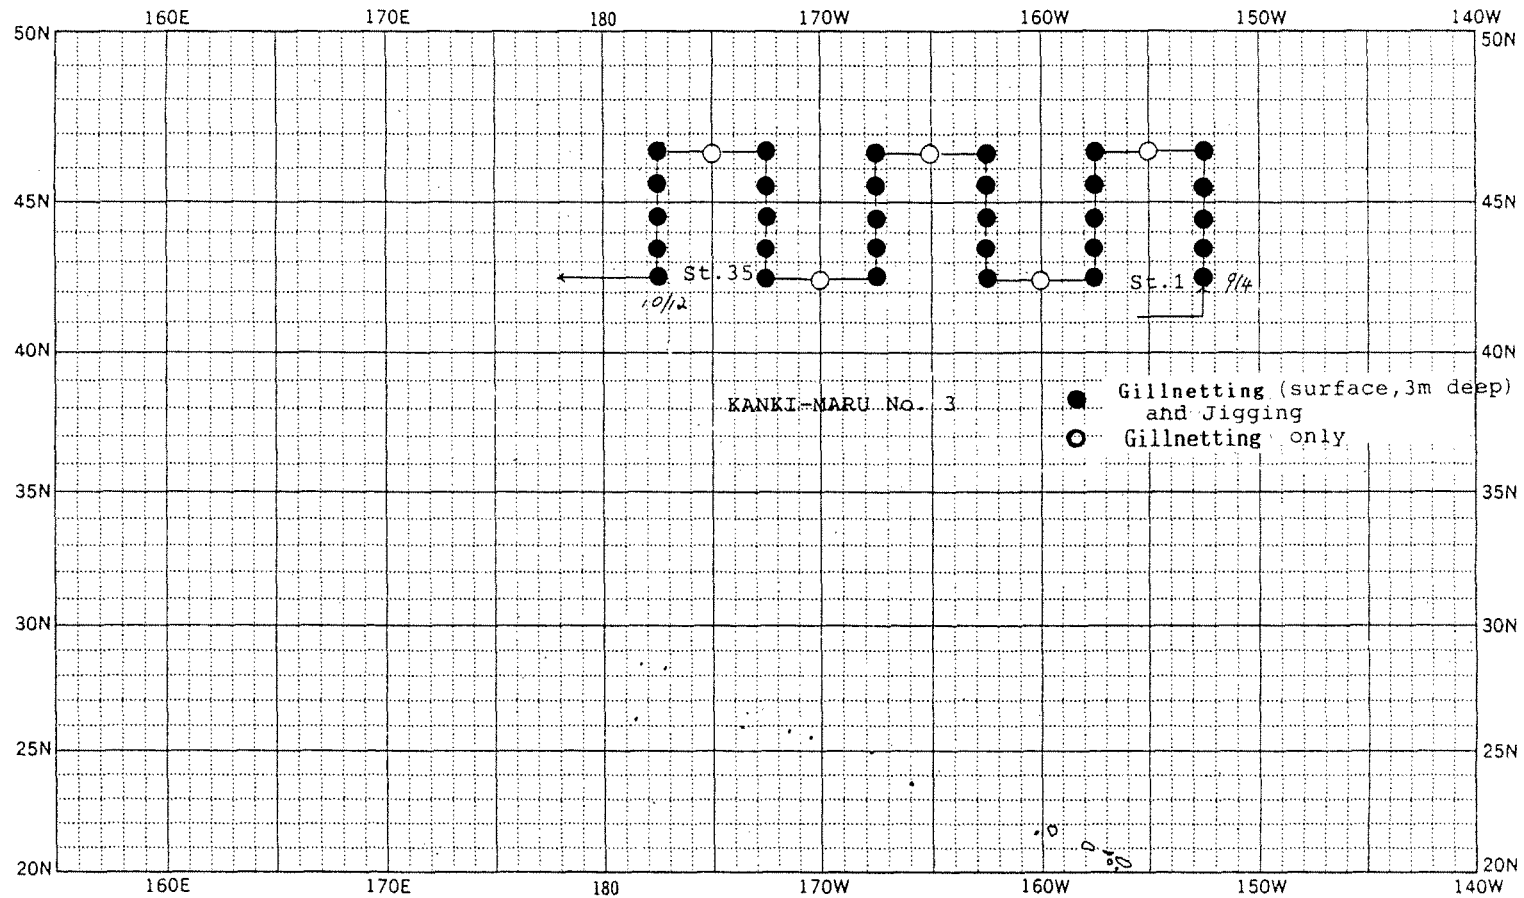 160E 170E 180 170W 160W 150W 140W
50N 50N
45N 45N
St.35 St.1 9/4
10/12
40N 40N
KANKI-MARU No. 3
Gillnetting (surface,3m deep)
and Jigging
Gillnetting only
35N 35N
30N 30N
25N 25N
20N 20N
160E 170E 180 170W 160W 150W 140W